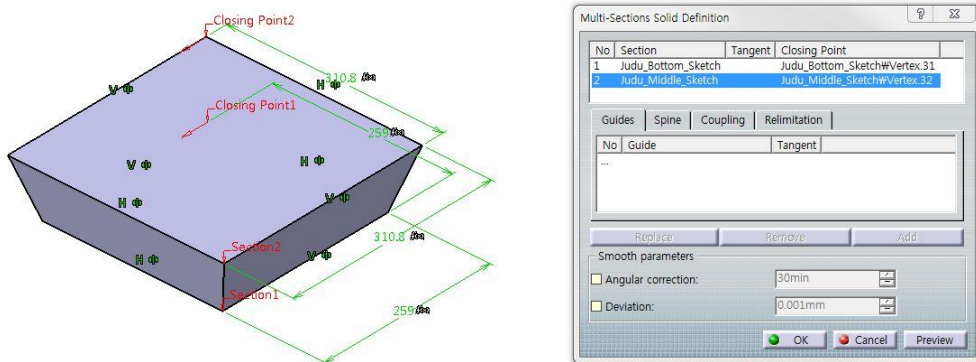 Closing Point2
310.8
V
H
Closing Point1
259
V
H
H
V
310.8
Section2
V
H
Section1
259
Multi-Sections Solid Definition
No Section Tangent Closing Point
1 Judu_Bottom_Sketch Judu_Bottom_Sketch₩Vertex.31
2 Judu_Middle_Sketch Judu_Middle_Sketch₩Vertex.32
Guides Spine Coupling Relimitation
No Guide Tangent
...
Replace Remove Add
Smooth parameters
Angular correction: 30min
Deviation: 0.001mm
OK Cancel Preview